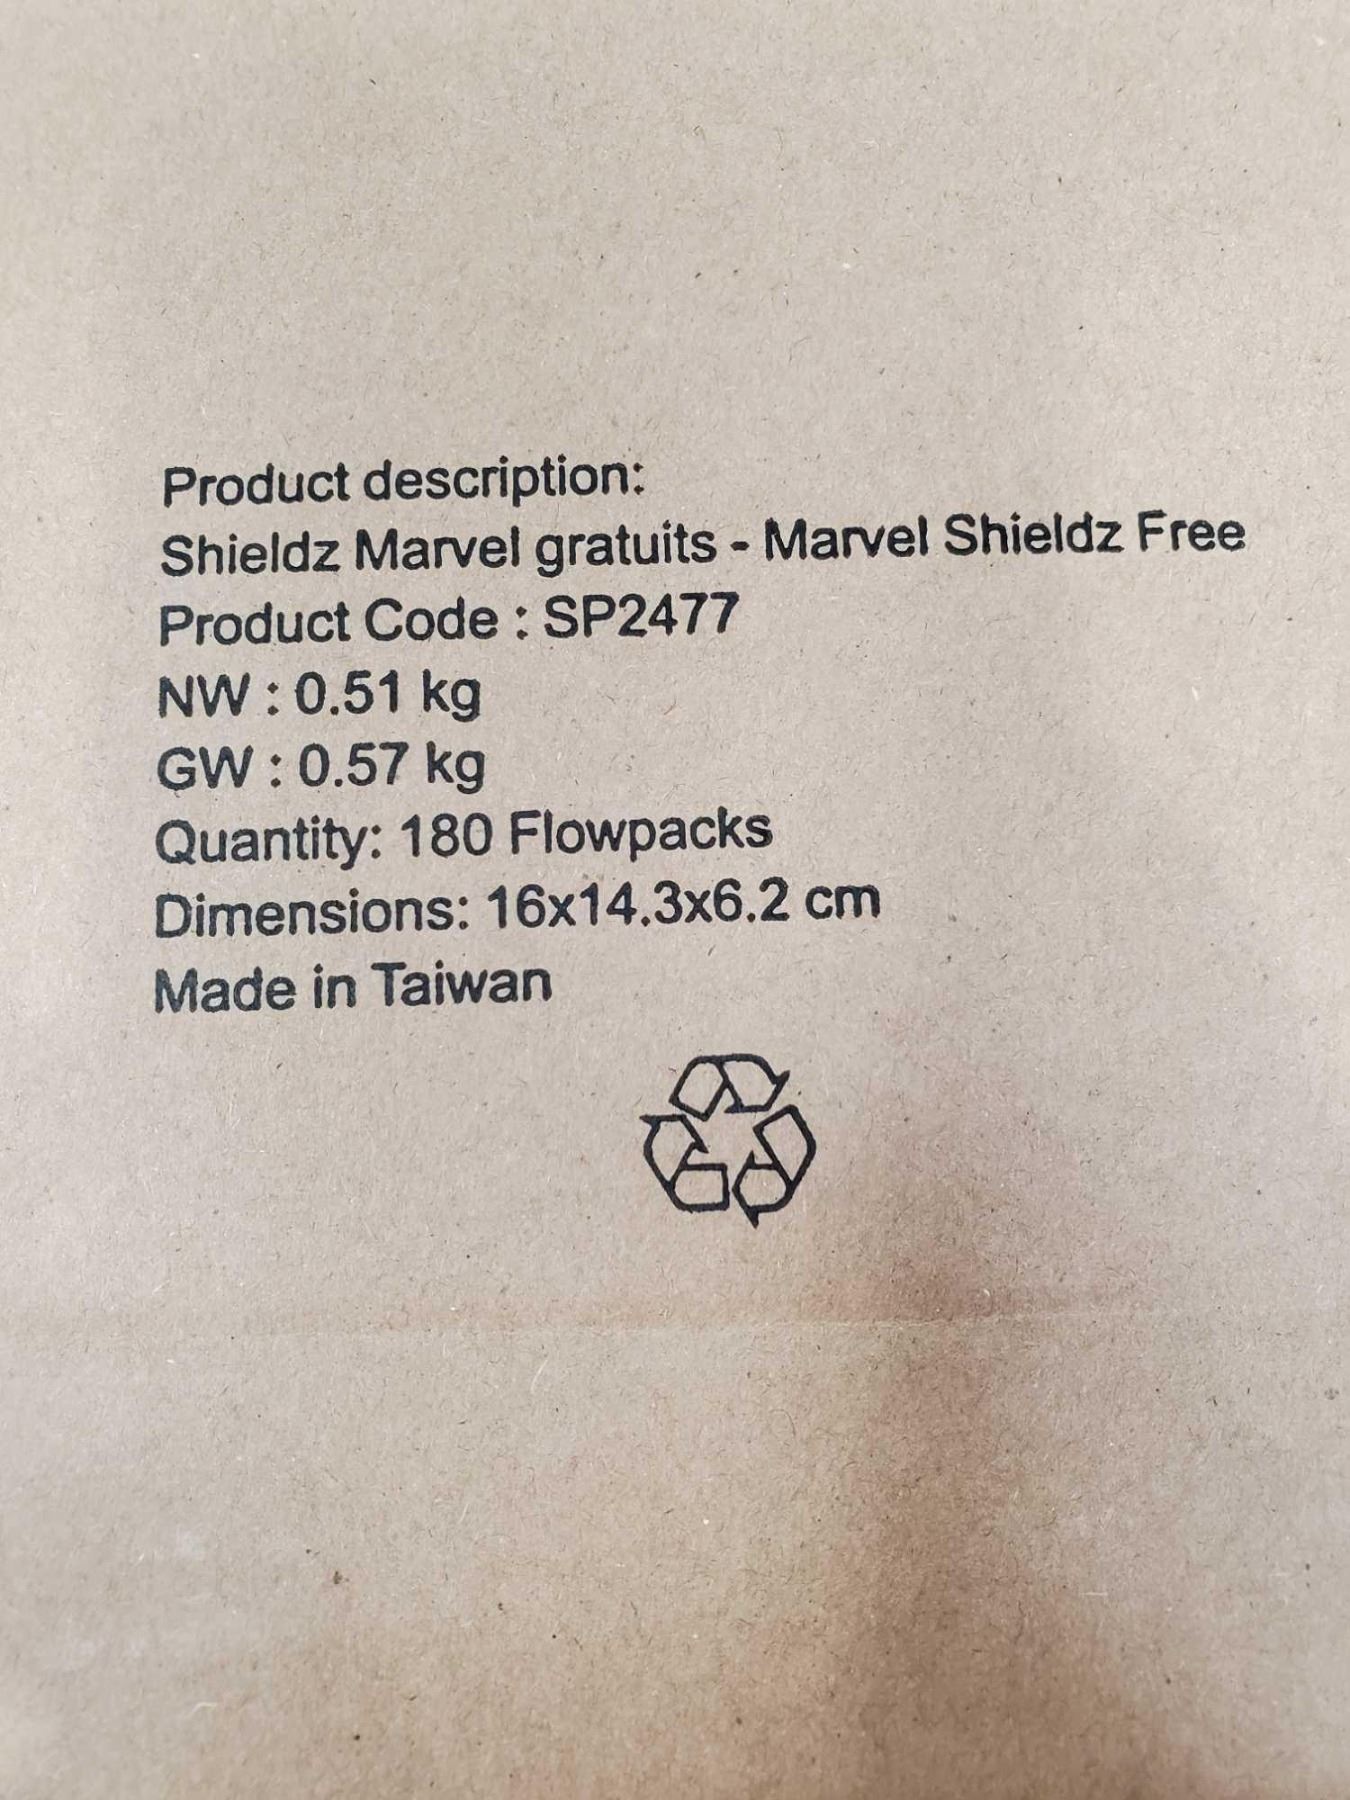 Product description:
Shieldz Marvel gratuits - Marvel Shieldz Free
Product Code : SP2477
NW : 0.51 kg
GW : 0.57 kg
Quantity: 180 Flowpacks
Dimensions: 16x14.3x6.2 cm
Made in Taiwan